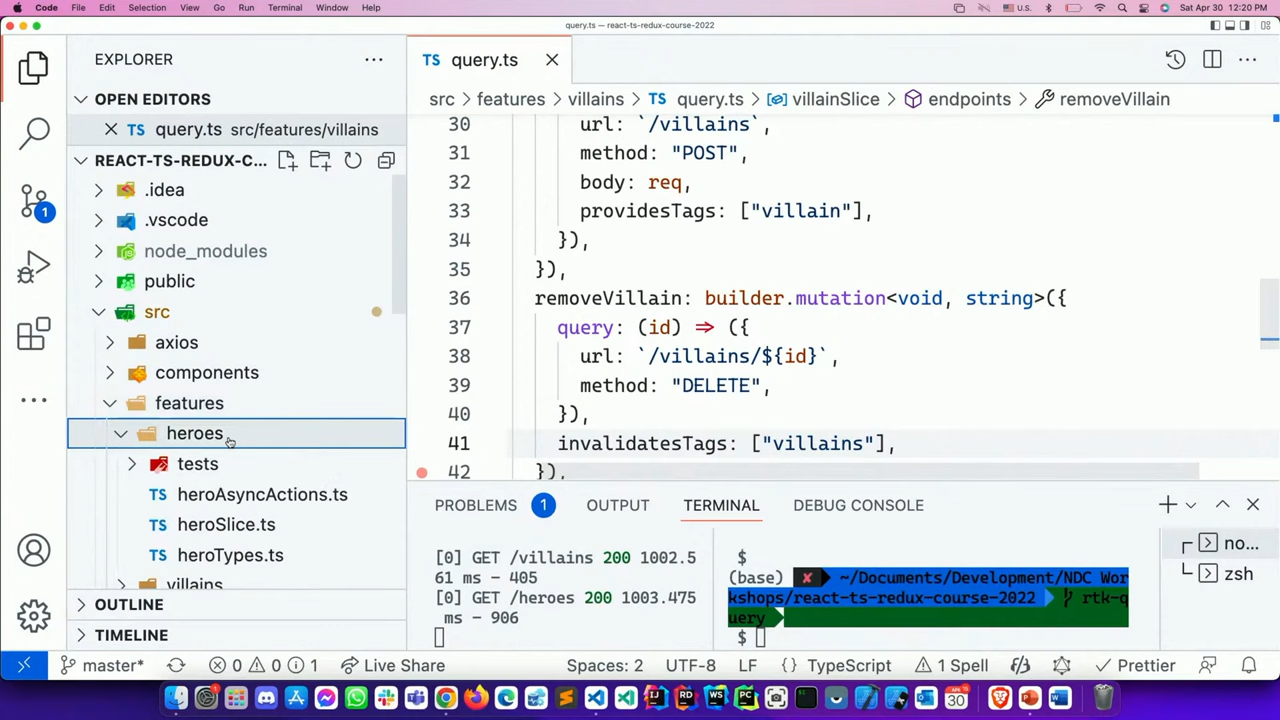 Code File Edit Selection View Go Run Terminal Window Help U.S. Sat Apr 30 12:20 PM
query.ts — react-ts-redux-course-2022
EXPLORER
OPEN EDITORS
TS query.ts src/features/villains
REACT-TS-REDUX-C...
.idea
.vscode
node_modules
public
src
axios
components
features
heroes
tests
TS heroAsyncActions.ts
TS heroSlice.ts
TS heroTypes.ts
villains
OUTLINE
TIMELINE
1
TS query.ts
src > features > villains > TS query.ts > villainSlice > endpoints > removeVillain
30 url: `/villains`,
31 method: "POST",
32 body: req,
33 providesTags: ["villain"],
34 }),
35 }),
36 removeVillain: builder.mutation<void, string>({
37 query: (id) => ({
38 url: `/villains/${id}`,
39 method: "DELETE",
40 }),
41 invalidatesTags: ["villains"],
42 }),
PROBLEMS 1 OUTPUT TERMINAL DEBUG CONSOLE
[0] GET /villains 200 1002.5
61 ms - 405
[0] GET /heroes 200 1003.475
ms - 906
$
(base) ✘ ~/Documents/Development/NDC Wor
kshops/react-ts-redux-course-2022 rtk-q
uery
$
no...
zsh
master* 0 0 1 Live Share Spaces: 2 UTF-8 LF {} TypeScript 1 Spell Prettier
APR 30